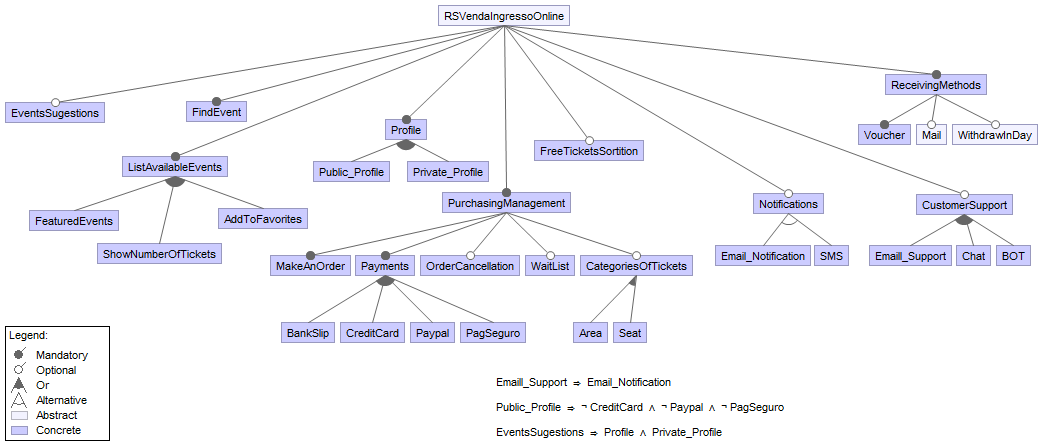 RSVendaIngressoOnline
EventsSugestions
FindEvent
ReceivingMethods
Profile
Voucher
Mail
WithdrawInDay
ListAvailableEvents
Public_Profile
Private_Profile
FreeTicketsSortition
FeaturedEvents
AddToFavorites
ShowNumberOfTickets
PurchasingManagement
Notifications
CustomerSupport
MakeAnOrder
Payments
OrderCancellation
WaitList
CategoriesOfTickets
Email_Notification
SMS
Emaill_Support
Chat
BOT
BankSlip
CreditCard
Paypal
PagSeguro
Area
Seat
Legend:
Mandatory
Optional
Or
Alternative
Abstract
Concrete
Emaill_Support ⇒ Email_Notification
Public_Profile ⇒ ¬ CreditCard ∧ ¬ Paypal ∧ ¬ PagSeguro
EventsSugestions ⇒ Profile ∧ Private_Profile